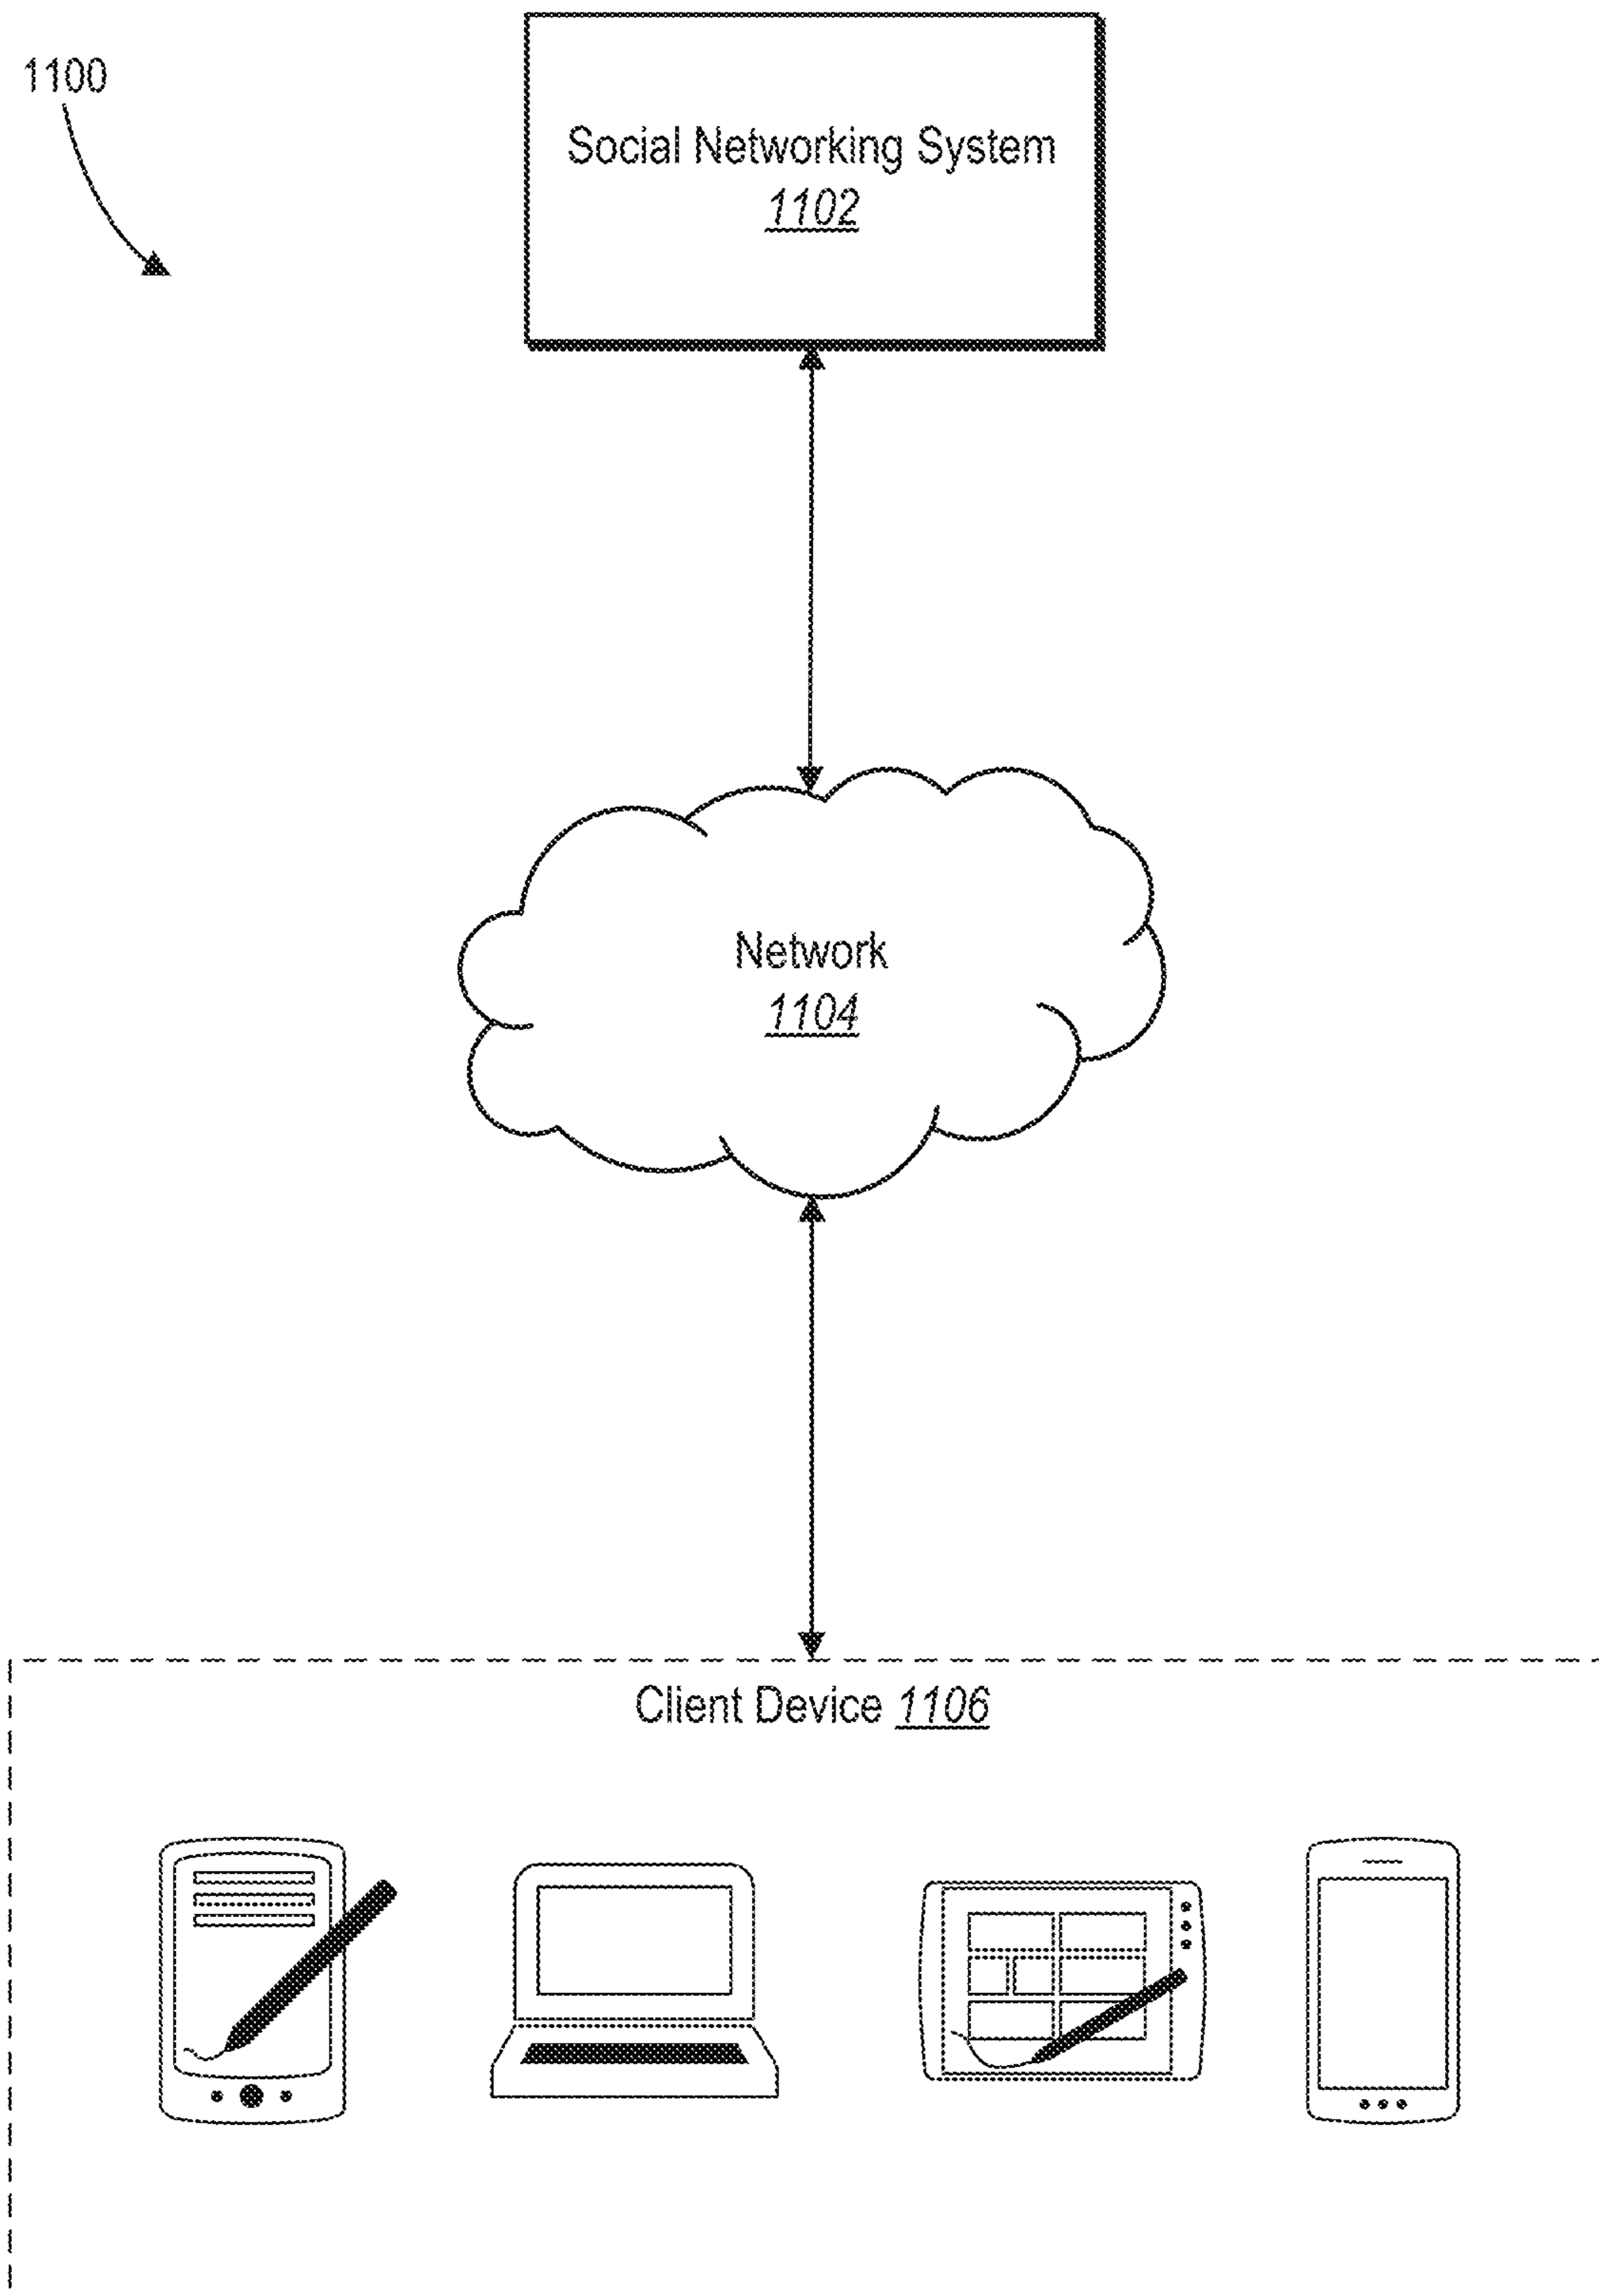 1100
Social Networking System
1102
Network
1104
Client Device 1106